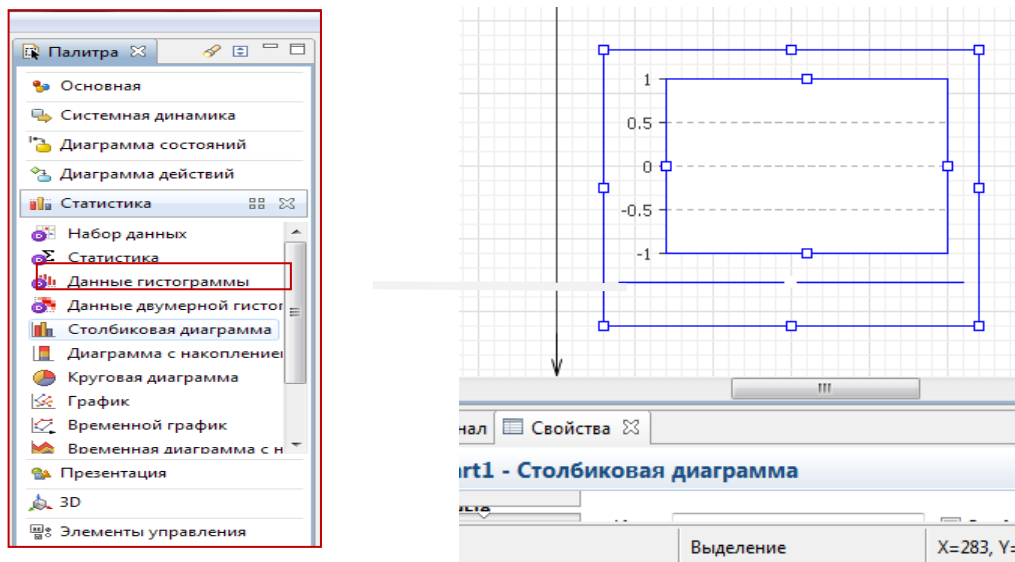 Палитра
Основная
Системная динамика
Диаграмма состояний
Диаграмма действий
Статистика
Набор данных
Статистика
Данные гистограммы
Данные двумерной гистог
Столбиковая диаграмма
Диаграмма с накопление
Круговая диаграмма
График
Временной график
Временная диаграмма с н
Презентация
3D
Элементы управления
1
0.5
0
-0.5
-1
нал Свойства
rt1 - Столбиковая диаграмма
Выделение
X=283, Y=